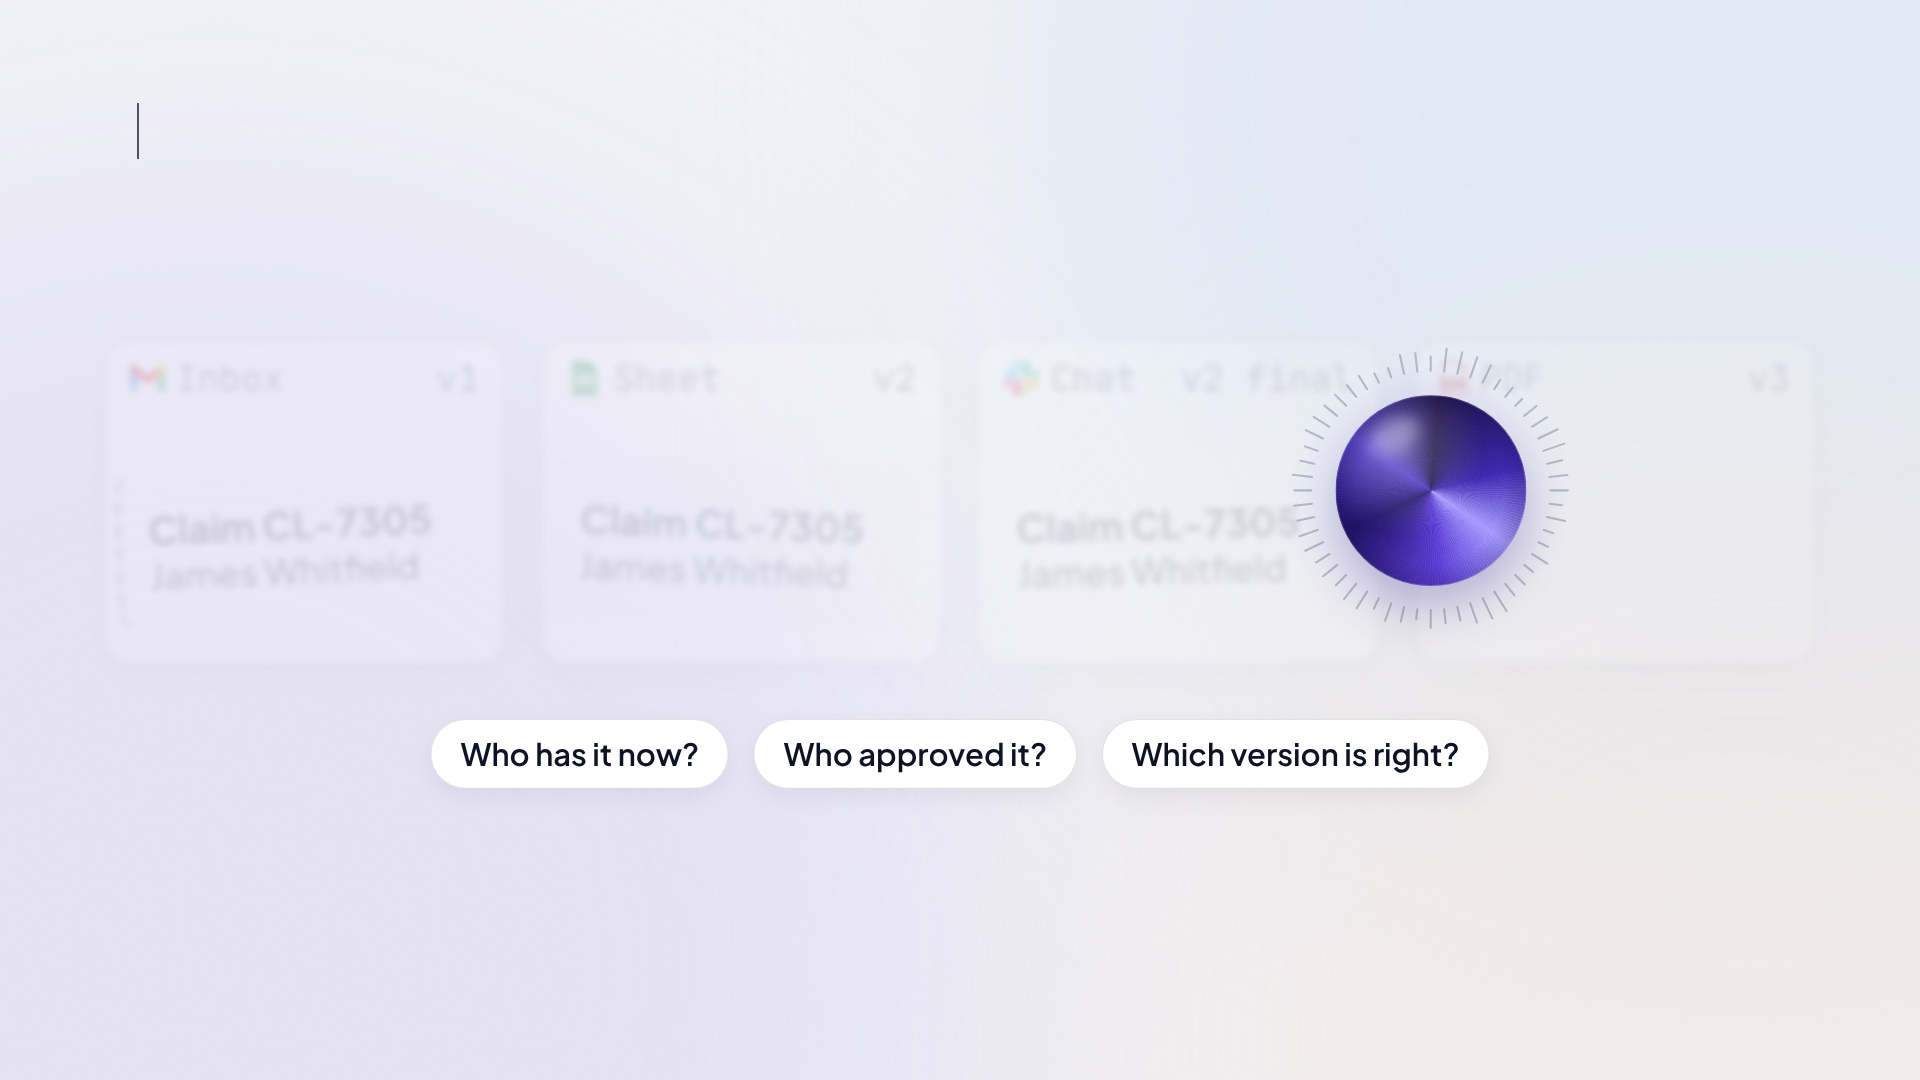 Inbox v1
Sheet v2
Chat v2 final
PDF v3
Claim CL-7305
James Whitfield
Claim CL-7305
James Whitfield
Claim CL-7305
James Whitfield
Who has it now?
Who approved it?
Which version is right?